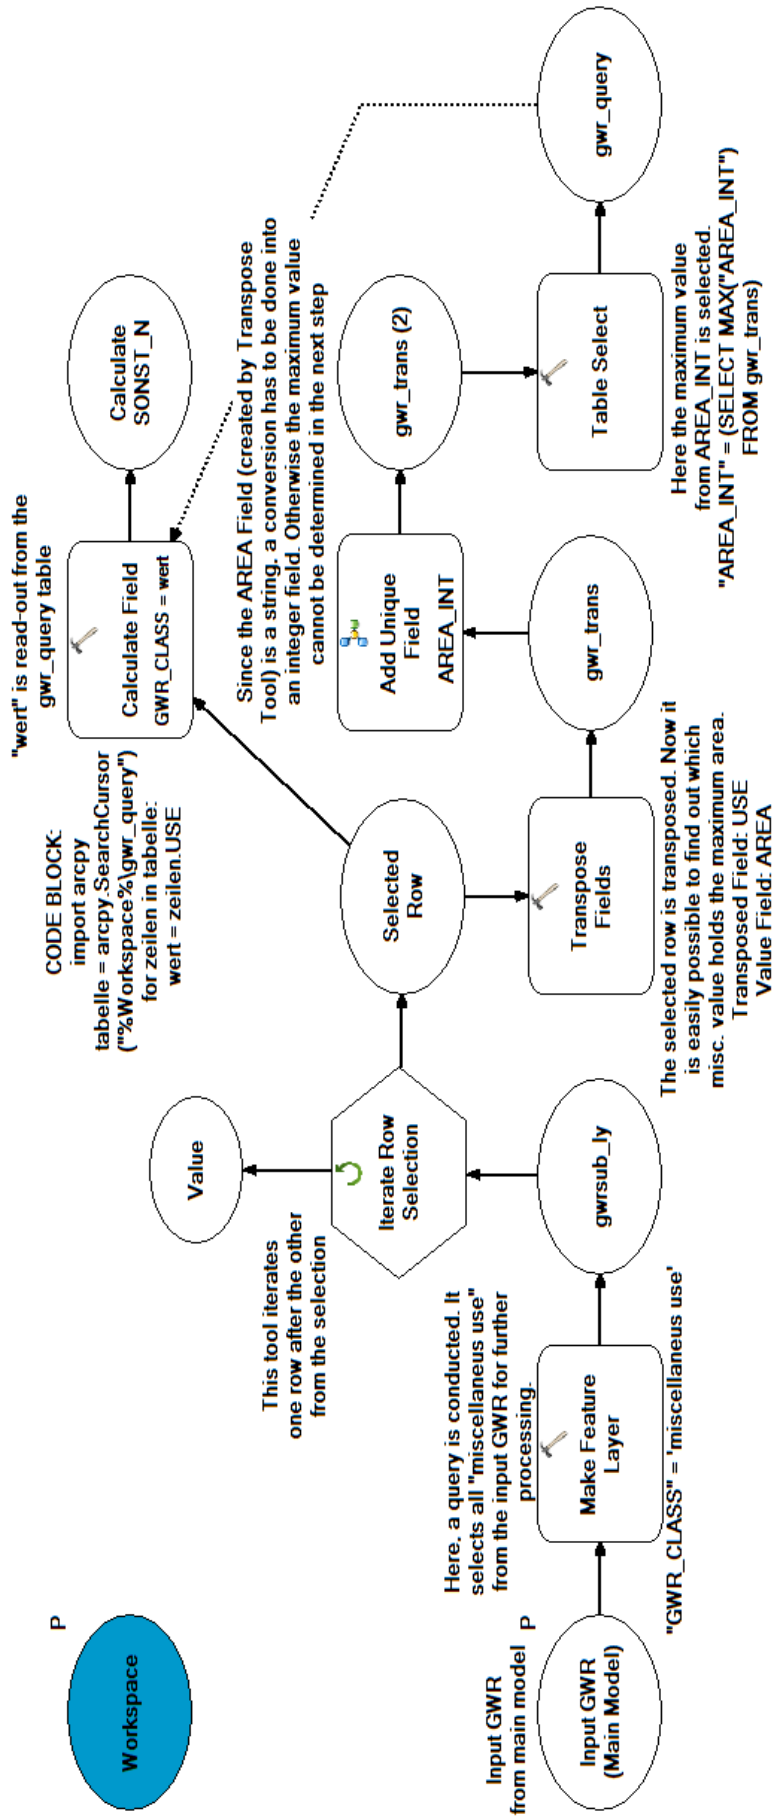 Workspace
P
Input GWR
from main model
P
Input GWR
(Main Model)
Here, a query is conducted. It
selects all "miscellaneus use"
from the input GWR for further
processing.
Make Feature
Layer
"GWR_CLASS" = 'miscellaneus use'
gwrsub_ly
This tool iterates
one row after the other
from the selection
Iterate Row
Selection
Value
Selected
Row
CODE BLOCK:
import arcpy
tabelle = arcpy.SearchCursor
("%Workspace%\gwr_query")
for zeilen in tabelle:
wert = zeilen.USE
"wert" is read-out from the
gwr_query table
Calculate Field
GWR_CLASS = wert
Calculate
SONST_N
Transpose
Fields
The selected row is transposed. Now it
is easily possible to find out which
misc. value holds the maximum area.
Transposed Field: USE
Value Field: AREA
gwr_trans
Since the AREA Field (created by Transpose
Tool) is a string, a conversion has to be done into
an integer field. Otherwise the maximum value
cannot be determined in the next step
Add Unique
Field
AREA_INT
gwr_trans (2)
Table Select
Here the maximum value
from AREA_INT is selected.
"AREA_INT" = (SELECT MAX("AREA_INT")
FROM gwr_trans)
gwr_query